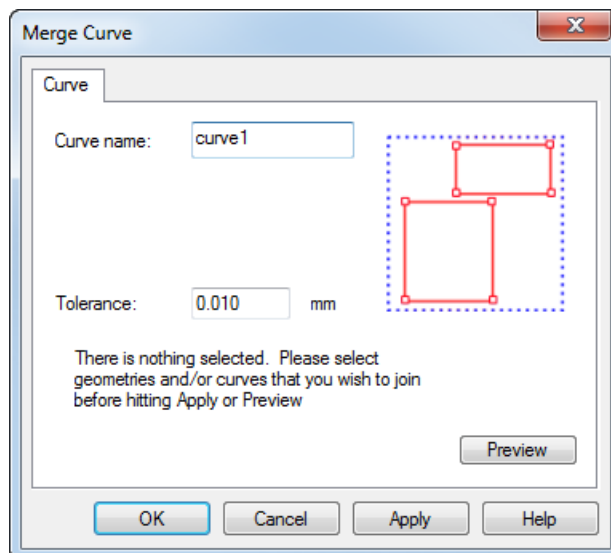 Merge Curve
Curve
Curve name: curve1
Tolerance: 0.010 mm
There is nothing selected. Please select
geometries and/or curves that you wish to join
before hitting Apply or Preview
Preview
OK Cancel Apply Help